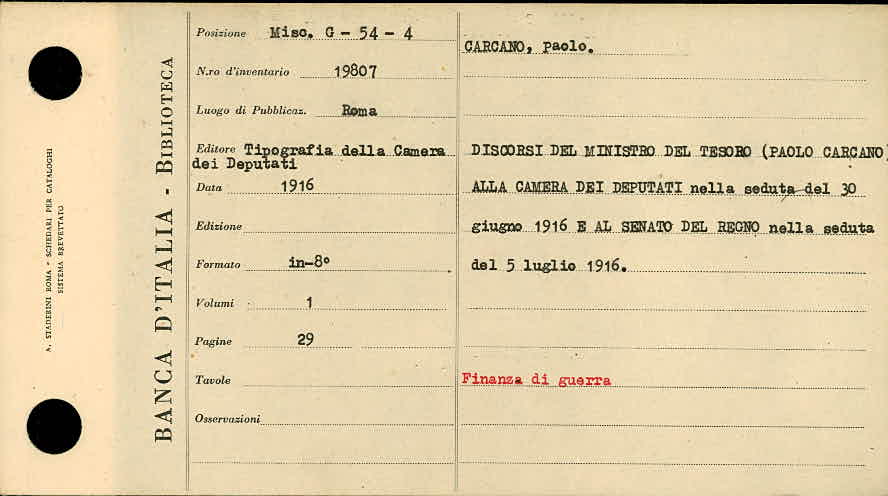 A. STADERINI ROMA - SCHEDARI PER CATALOGHI
SISTEMA BREVETTATO
BANCA D'ITALIA - BIBLIOTECA
Posizione Misc. G - 54 - 4
N.ro d'inventario 19807
Luogo di Pubblicaz. Roma
Editore Tipografia della Camera
dei Deputati
Data 1916
Edizione
Formato in-8°
Volumi 1
Pagine 29
Tavole
Osservazioni
CARCANO, Paolo.
DISCORSI DEL MINISTRO DEL TESORO (PAOLO CARCANO)
ALLA CAMERA DEI DEPUTATI nella seduta del 30
giugno 1916 E AL SENATO DEL REGNO nella seduta
del 5 luglio 1916.
Finanza di guerra